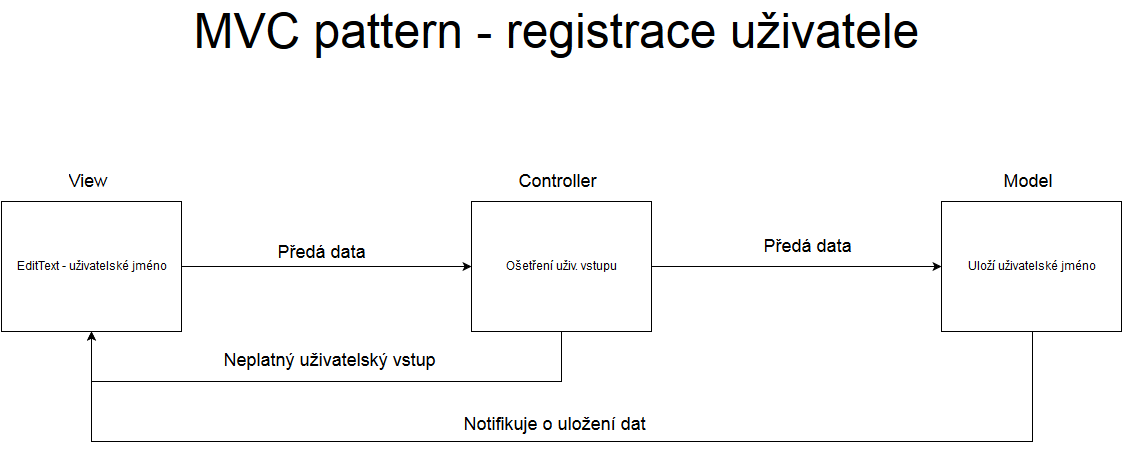 MVC pattern - registrace uživatele
View
Controller
Model
EditText - uživatelské jméno
Předá data
Ošetření uživ. vstupu
Předá data
Uloží uživatelské jméno
Neplatný uživatelský vstup
Notifikuje o uložení dat